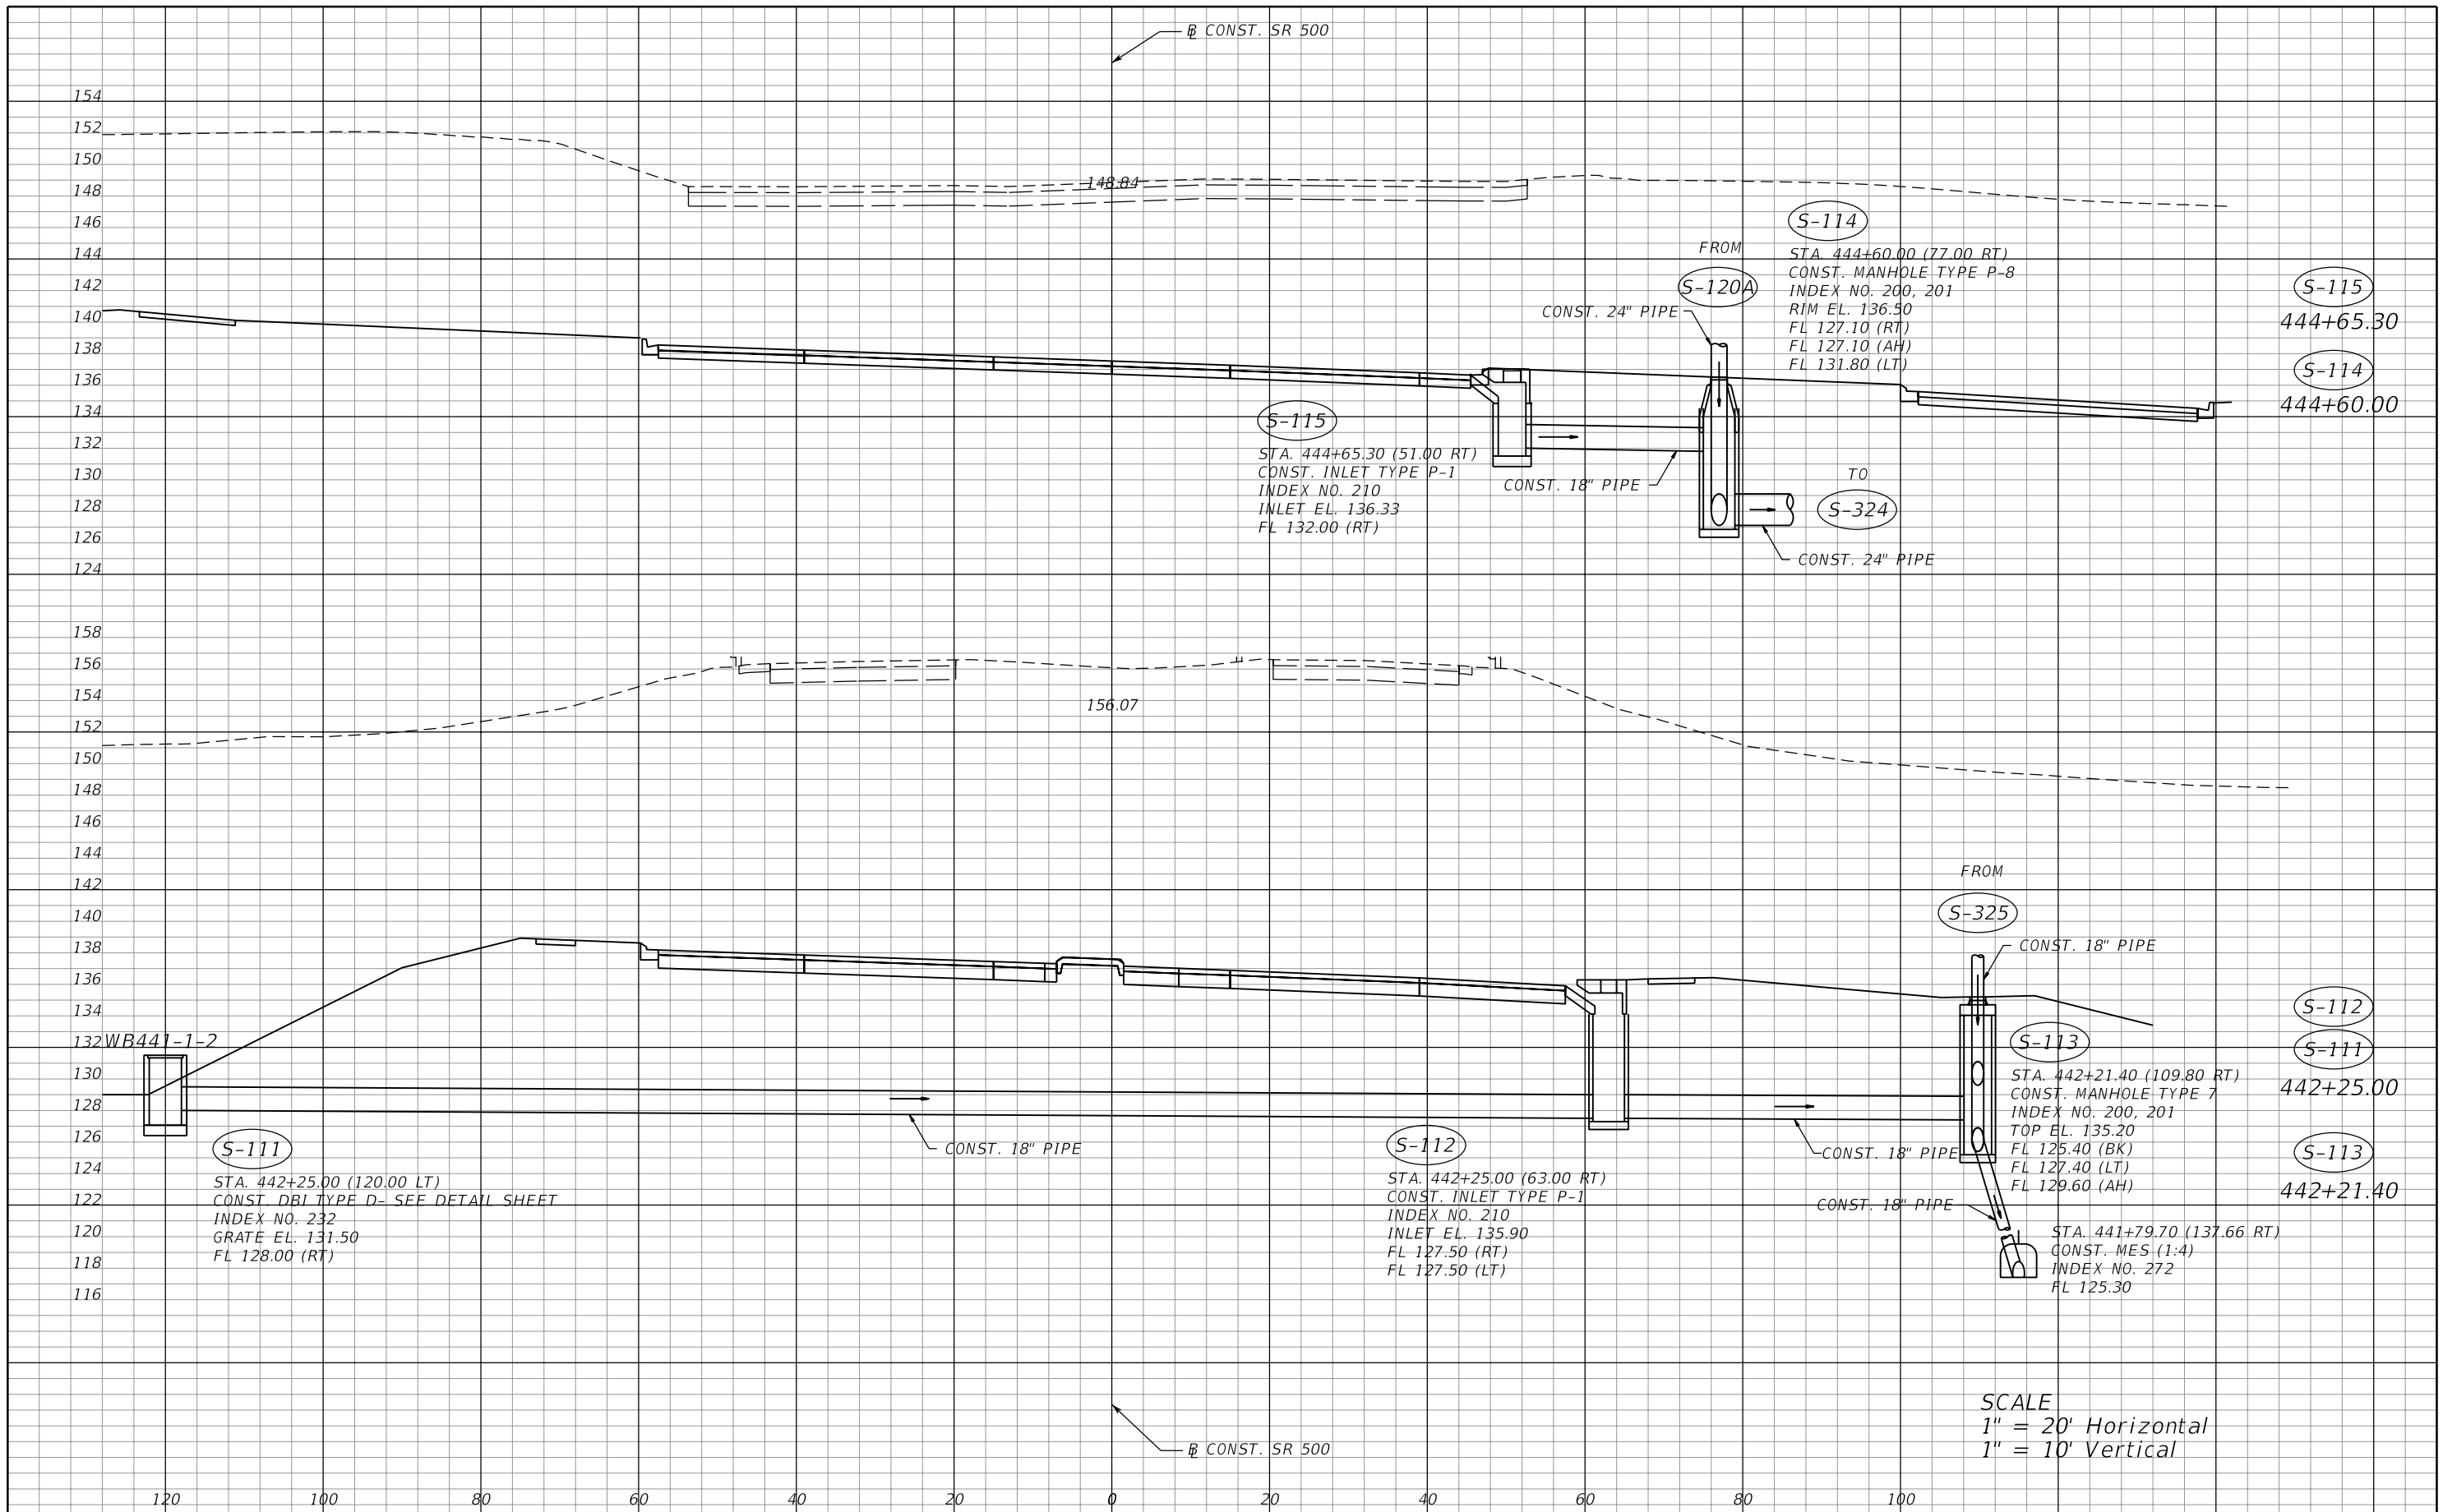 B CONST. SR 500
154
152
150
148
146
144
142
140
138
136
134
132
130
128
126
124
148.84
S-114
STA. 444+60.00 (77.00 RT)
CONST. MANHOLE TYPE P-8
INDEX NO. 200, 201
RIM EL. 136.50
FL 127.10 (RT)
FL 127.10 (AH)
FL 131.80 (LT)
FROM
S-120A
CONST. 24" PIPE
S-115
444+65.30
S-114
444+60.00
S-115
STA. 444+65.30 (51.00 RT)
CONST. INLET TYPE P-1
INDEX NO. 210
INLET EL. 136.33
FL 132.00 (RT)
CONST. 18" PIPE
TO
S-324
CONST. 24" PIPE
158
156
154
152
150
148
146
144
142
140
138
136
134
132
130
128
126
124
122
120
118
116
156.07
FROM
S-325
CONST. 18" PIPE
WB441-1-2
S-113
STA. 442+21.40 (109.80 RT)
CONST. MANHOLE TYPE 7
INDEX NO. 200, 201
TOP EL. 135.20
FL 125.40 (BK)
FL 127.40 (LT)
FL 129.60 (AH)
S-112
S-111
442+25.00
S-113
442+21.40
S-111
STA. 442+25.00 (120.00 LT)
CONST. DBI TYPE D- SEE DETAIL SHEET
INDEX NO. 232
GRATE EL. 131.50
FL 128.00 (RT)
CONST. 18" PIPE
S-112
STA. 442+25.00 (63.00 RT)
CONST. INLET TYPE P-1
INDEX NO. 210
INLET EL. 135.90
FL 127.50 (RT)
FL 127.50 (LT)
CONST. 18" PIPE
CONST. 18" PIPE
STA. 441+79.70 (137.66 RT)
CONST. MES (1:4)
INDEX NO. 272
FL 125.30
B CONST. SR 500
SCALE
1" = 20' Horizontal
1" = 10' Vertical
120 100 80 60 40 20 0 20 40 60 80 100